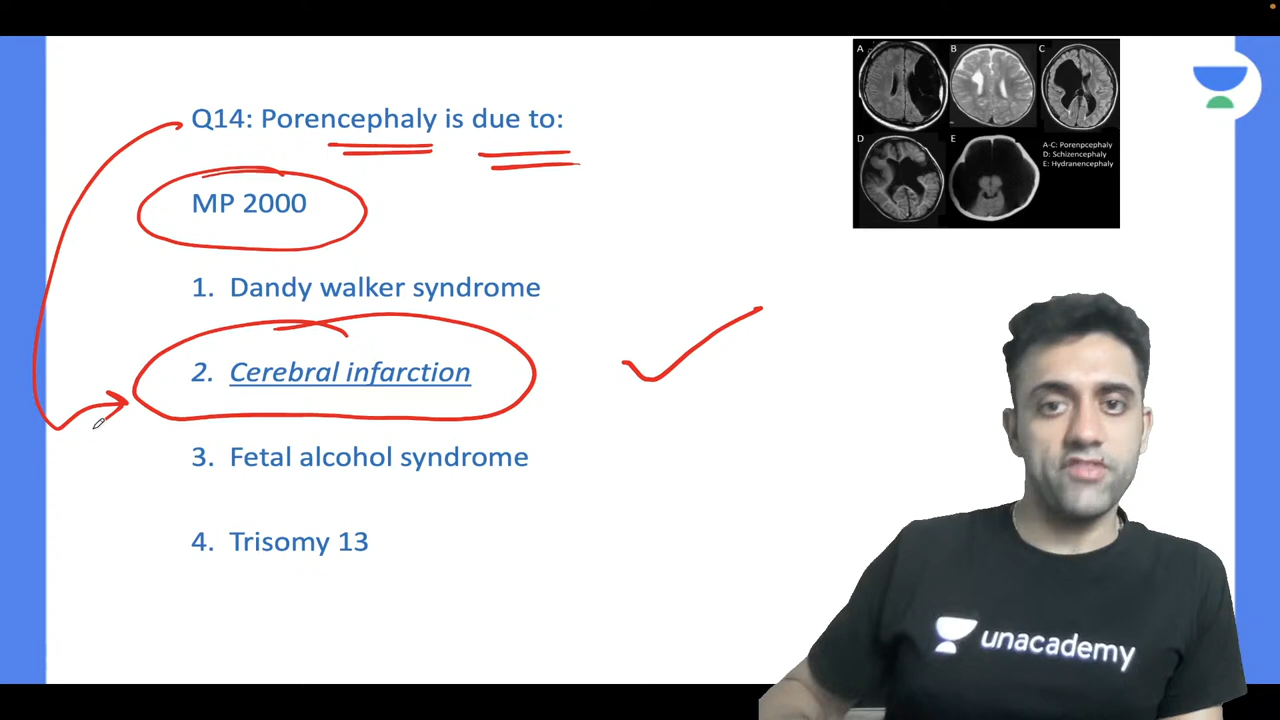 Q14: Porencephaly is due to:
MP 2000
1. Dandy walker syndrome
2. Cerebral infarction
3. Fetal alcohol syndrome
4. Trisomy 13
A
B
C
D
E
A-C: Porenpcephaly
D: Schizencephaly
E: Hydranencephaly
unacademy